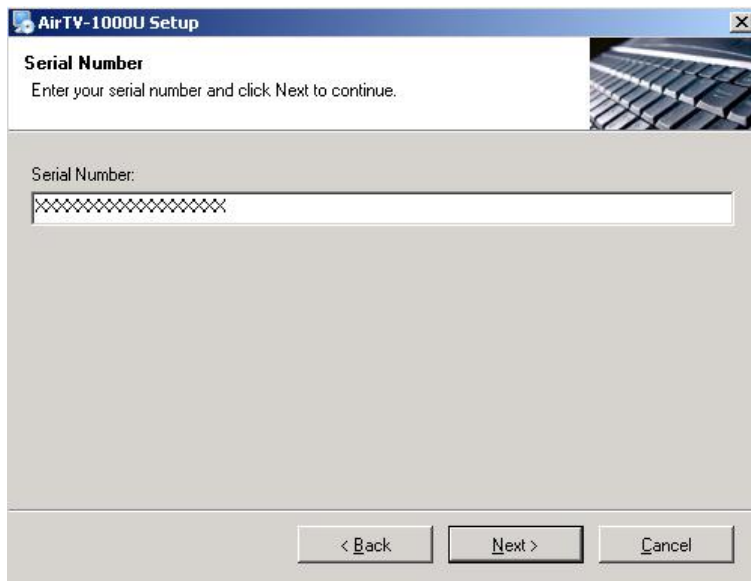 AirTV-1000U Setup
Serial Number
Enter your serial number and click Next to continue.
Serial Number:
XXXXXXXXXXXXXXXX
< Back
Next >
Cancel